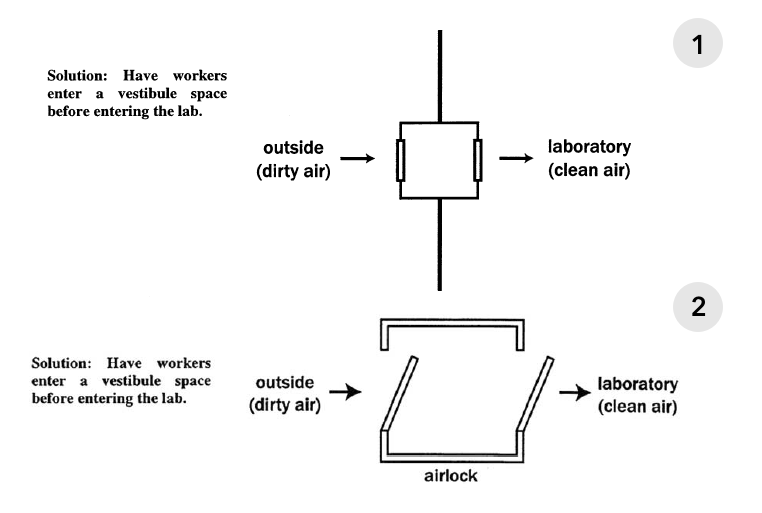 1
Solution: Have workers
enter a vestibule space
before entering the lab.
outside
(dirty air)
laboratory
(clean air)
2
Solution: Have workers
enter a vestibule space
before entering the lab.
outside
(dirty air)
laboratory
(clean air)
airlock